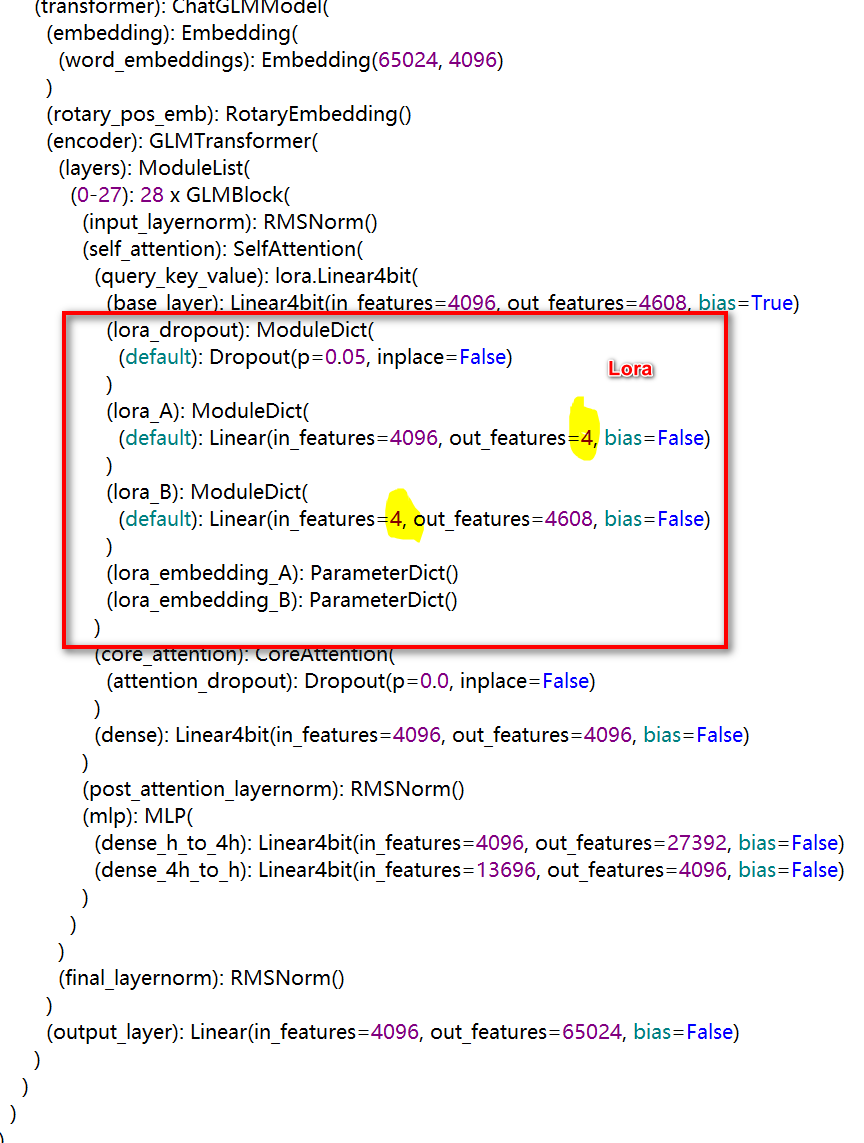 (transformer): ChatGLMModel(
(embedding): Embedding(
(word_embeddings): Embedding(65024, 4096)
)
(rotary_pos_emb): RotaryEmbedding()
(encoder): GLMTransformer(
(layers): ModuleList(
(0-27): 28 x GLMBlock(
(input_layernorm): RMSNorm()
(self_attention): SelfAttention(
(query_key_value): lora.Linear4bit(
(base_layer): Linear4bit(in_features=4096, out_features=4608, bias=True)
(lora_dropout): ModuleDict(
(default): Dropout(p=0.05, inplace=False)
Lora
)
(lora_A): ModuleDict(
(default): Linear(in_features=4096, out_features=4, bias=False)
)
(lora_B): ModuleDict(
(default): Linear(in_features=4, out_features=4608, bias=False)
)
(lora_embedding_A): ParameterDict()
(lora_embedding_B): ParameterDict()
)
(core_attention): CoreAttention(
(attention_dropout): Dropout(p=0.0, inplace=False)
)
(dense): Linear4bit(in_features=4096, out_features=4096, bias=False)
)
(post_attention_layernorm): RMSNorm()
(mlp): MLP(
(dense_h_to_4h): Linear4bit(in_features=4096, out_features=27392, bias=False)
(dense_4h_to_h): Linear4bit(in_features=13696, out_features=4096, bias=False)
)
)
)
(final_layernorm): RMSNorm()
)
(output_layer): Linear(in_features=4096, out_features=65024, bias=False)
)
)
)
)